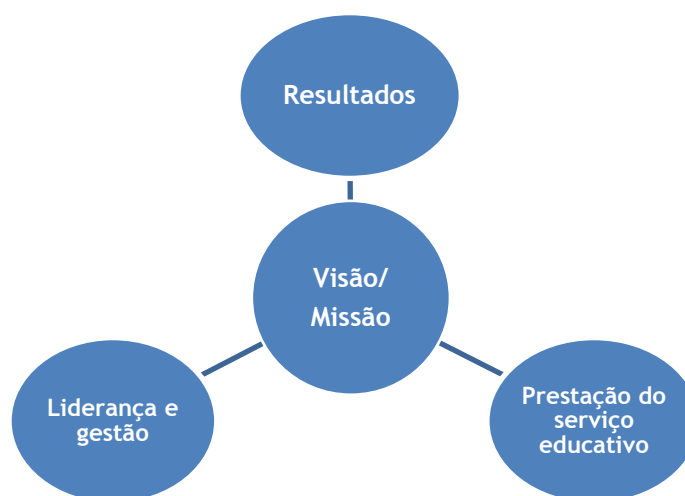 Resultados
Visão/
Missão
Liderança e
gestão
Prestação do
serviço
educativo